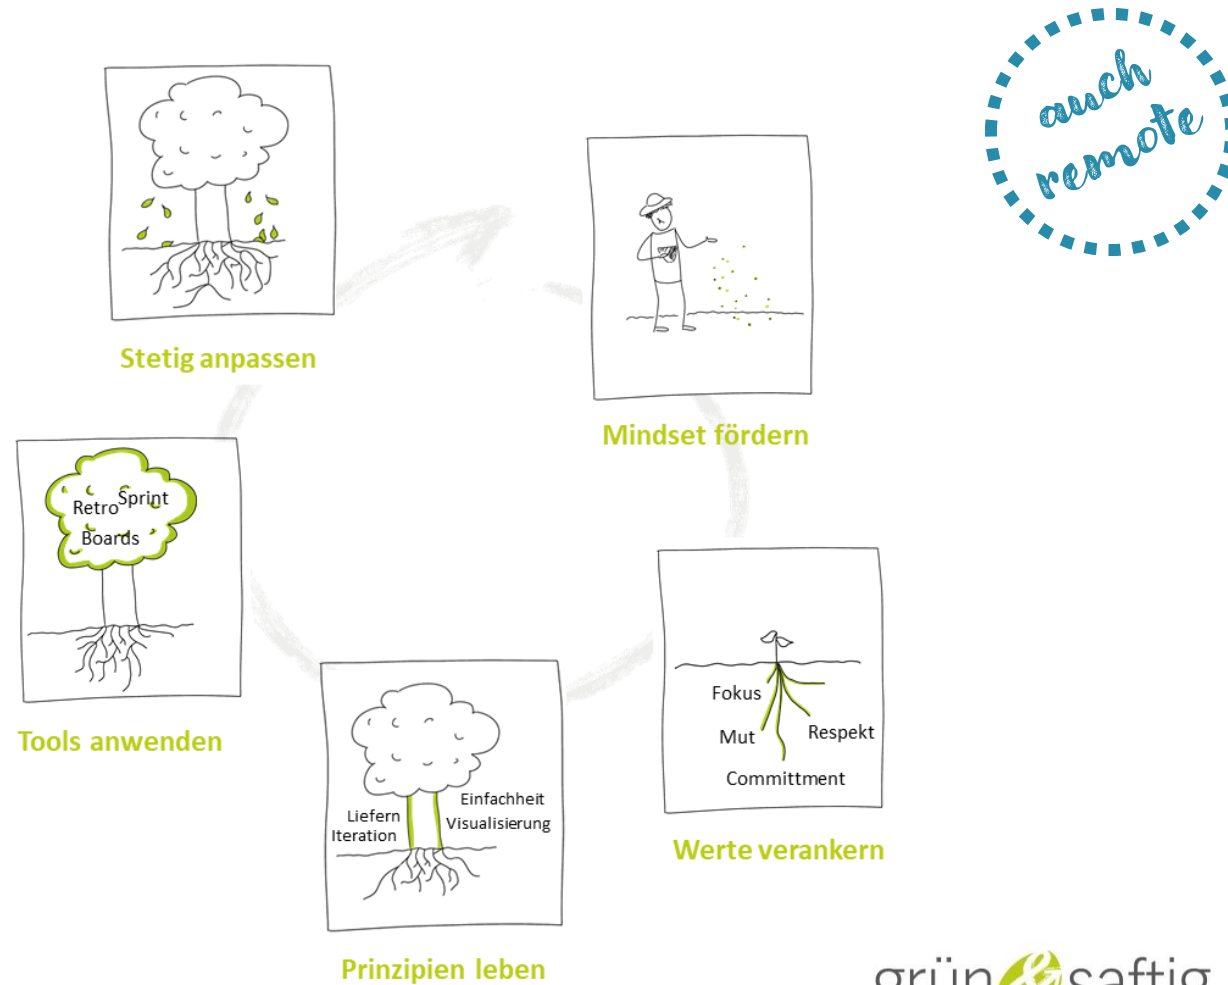 auch
remote
Stetig anpassen
Mindset fördern
Retro Sprint
Boards
Tools anwenden
Fokus
Mut
Respekt
Committment
Werte verankern
Liefern
Iteration
Einfachheit
Visualisierung
Prinzipien leben
grün & saftig